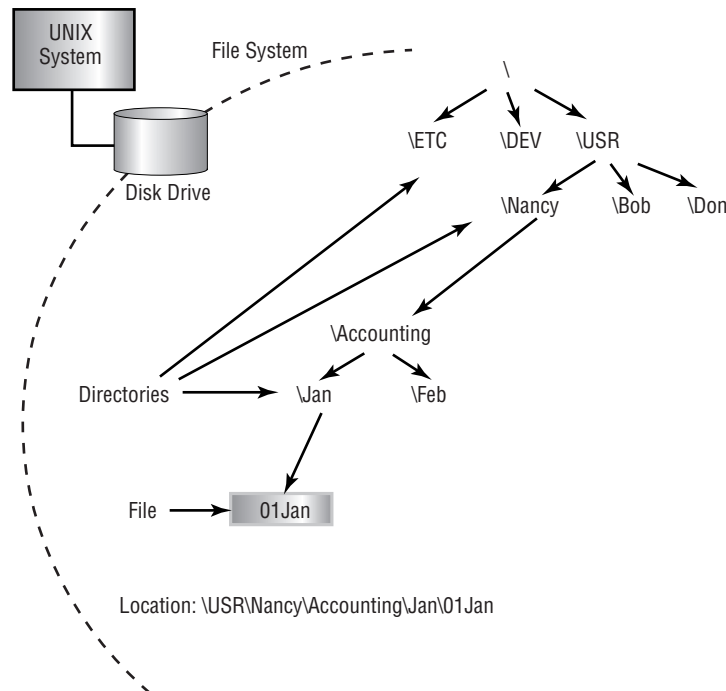 UNIX
System
File System
Disk Drive
\
\ETC
\DEV
\USR
\Nancy
\Bob
\Don
\Accounting
Directories
\Jan
\Feb
File
01Jan
Location: \USR\Nancy\Accounting\Jan\01Jan